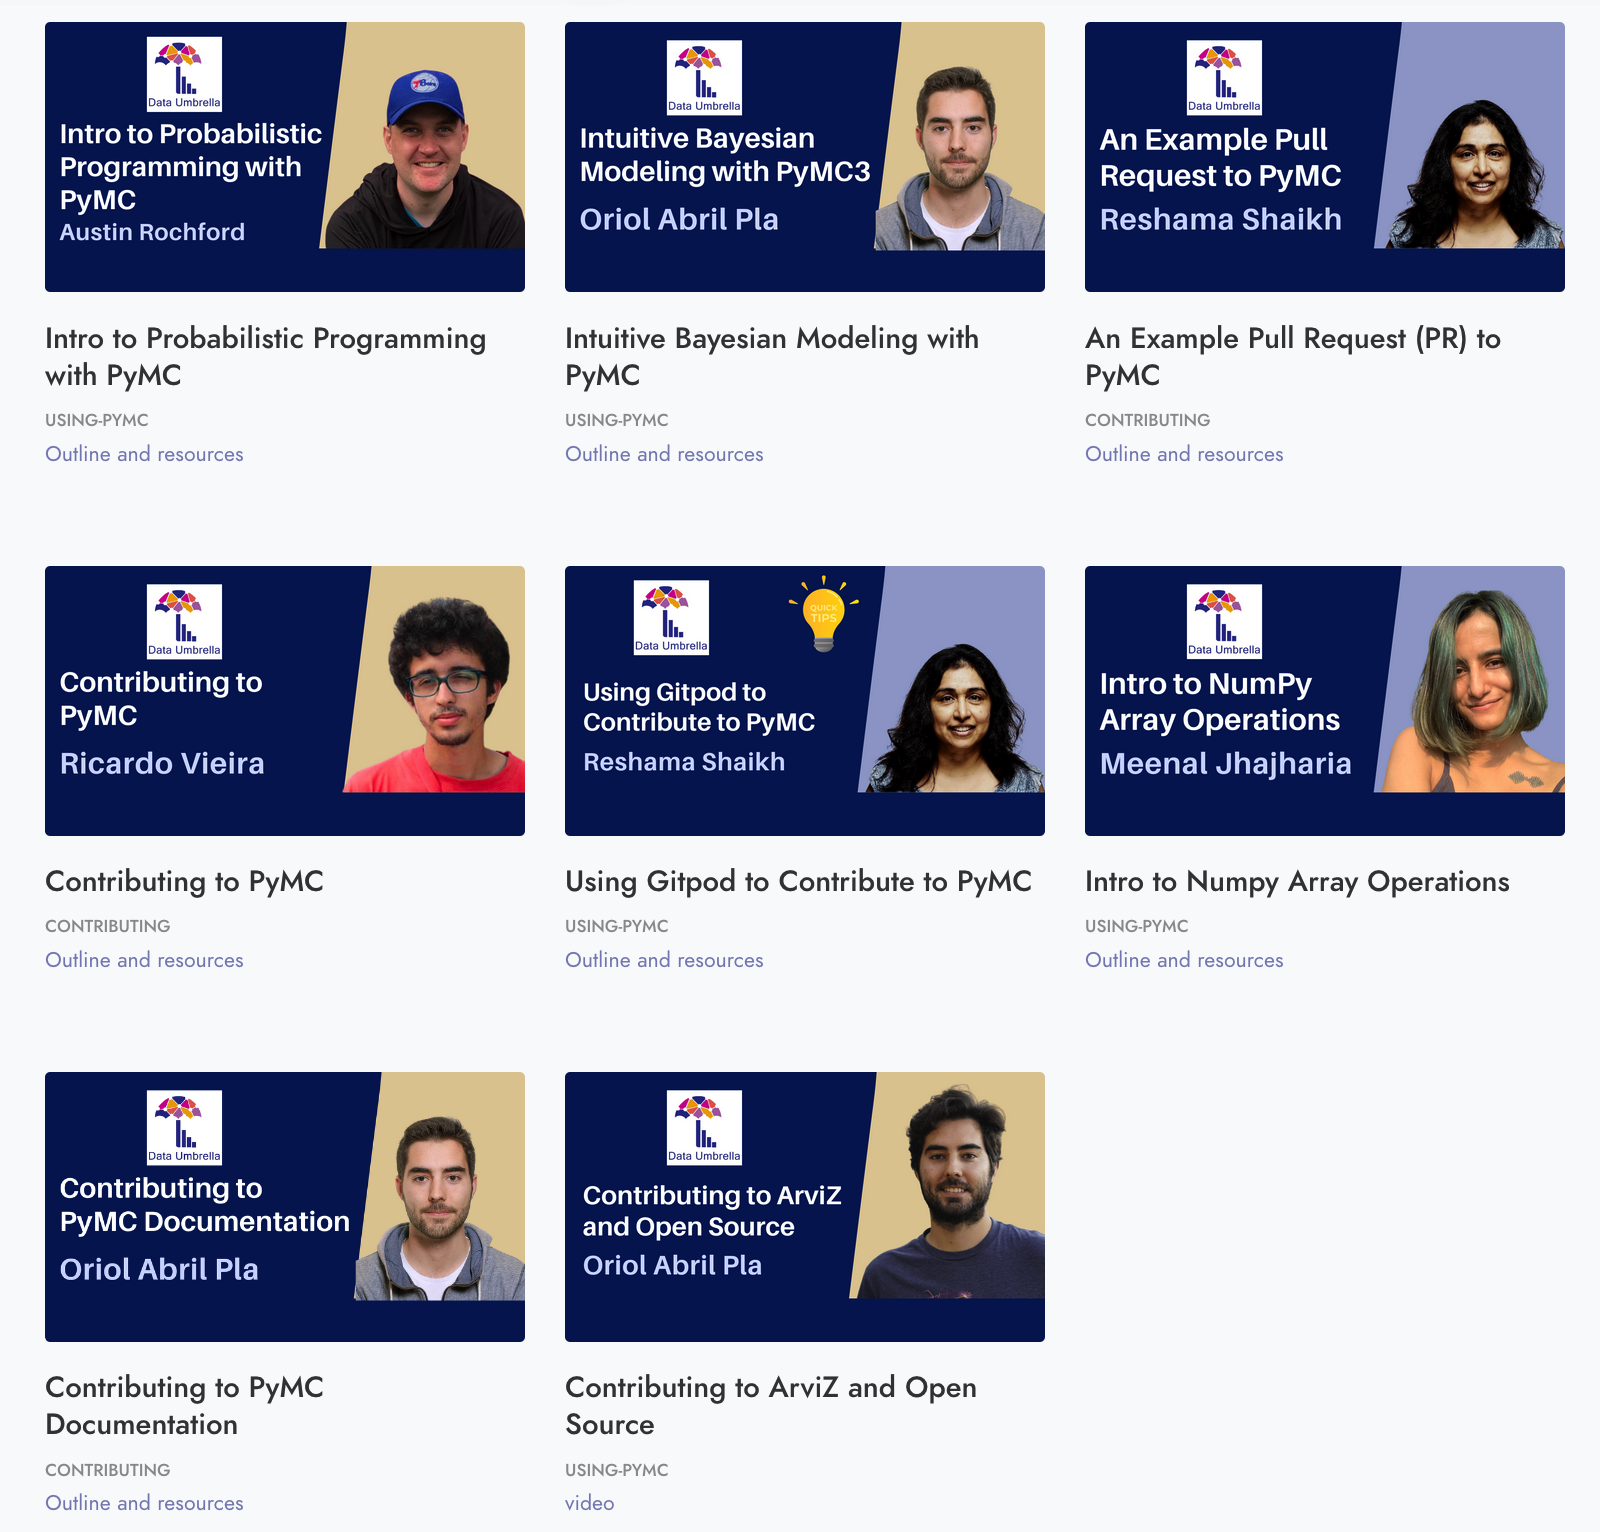 Data Umbrella
Intro to Probabilistic
Programming with
PyMC
Austin Rochford
Data Umbrella
Intuitive Bayesian
Modeling with PyMC3
Oriol Abril Pla
Data Umbrella
An Example Pull
Request to PyMC
Reshama Shaikh
Intro to Probabilistic Programming
with PyMC
USING-PYMC
Outline and resources
Intuitive Bayesian Modeling with
PyMC
USING-PYMC
Outline and resources
An Example Pull Request (PR) to
PyMC
CONTRIBUTING
Outline and resources
Data Umbrella
Contributing to
PyMC
Ricardo Vieira
Data Umbrella
QUICK
TIPS
Using Gitpod to
Contribute to PyMC
Reshama Shaikh
Data Umbrella
Intro to NumPy
Array Operations
Meenal Jhajharia
Contributing to PyMC
CONTRIBUTING
Outline and resources
Using Gitpod to Contribute to PyMC
USING-PYMC
Outline and resources
Intro to Numpy Array Operations
USING-PYMC
Outline and resources
Data Umbrella
Contributing to
PyMC Documentation
Oriol Abril Pla
Data Umbrella
Contributing to ArviZ
and Open Source
Oriol Abril Pla
Contributing to PyMC
Documentation
CONTRIBUTING
Outline and resources
Contributing to ArviZ and Open
Source
USING-PYMC
video